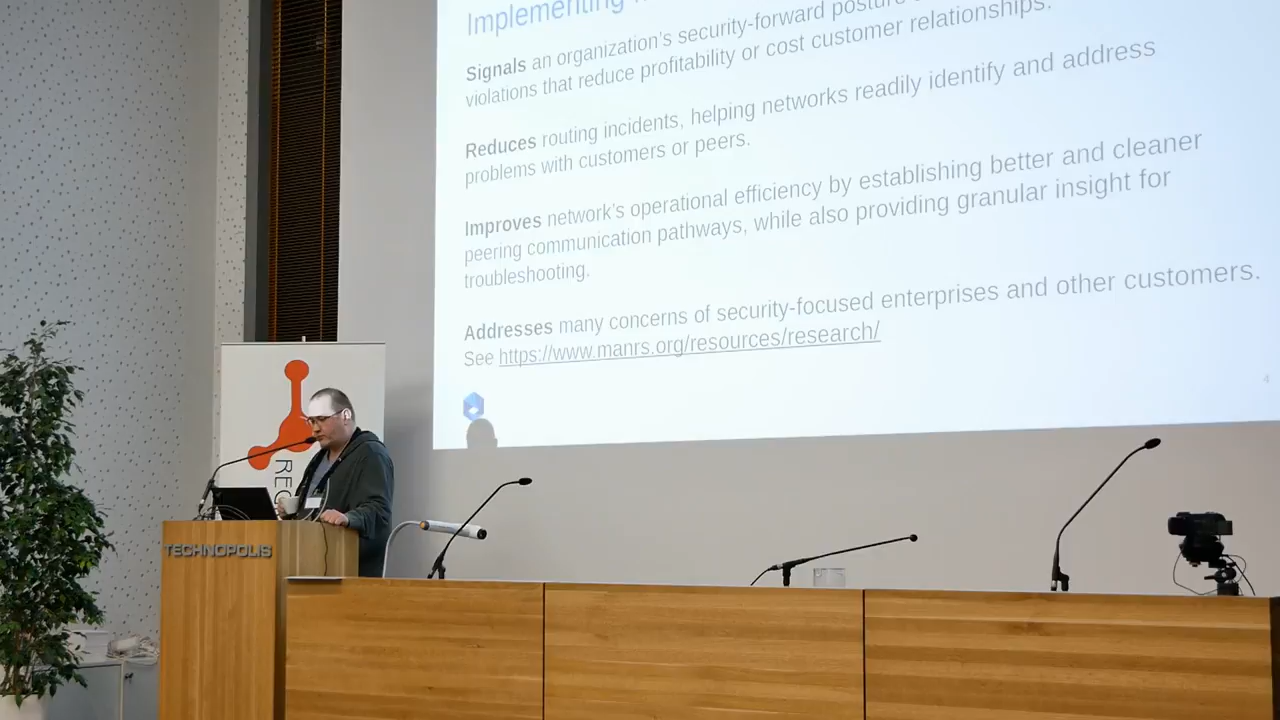 Implementing
Signals an organization's security-forward posture
violations that reduce profitability or cost customer relationships.
Reduces routing incidents, helping networks readily identify and address
problems with customers or peers.
Improves network's operational efficiency by establishing better and cleaner
peering communication pathways, while also providing granular insight for
troubleshooting.
Addresses many concerns of security-focused enterprises and other customers.
See https://www.manrs.org/resources/research/
4
TECHNOPOLIS